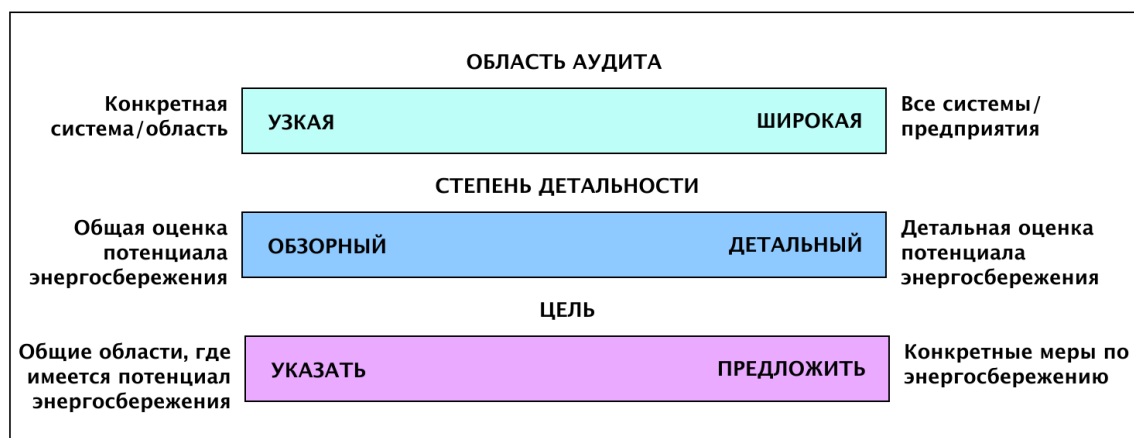 ОБЛАСТЬ АУДИТА
Конкретная
система/область
УЗКАЯ
ШИРОКАЯ
Все системы/
предприятия
СТЕПЕНЬ ДЕТАЛЬНОСТИ
Общая оценка
потенциала
энергосбережения
ОБЗОРНЫЙ
ДЕТАЛЬНЫЙ
Детальная оценка
потенциала
энергосбережения
ЦЕЛЬ
Общие области, где
имеется потенциал
энергосбережения
УКАЗАТЬ
ПРЕДЛОЖИТЬ
Конкретные меры по
энергосбережению